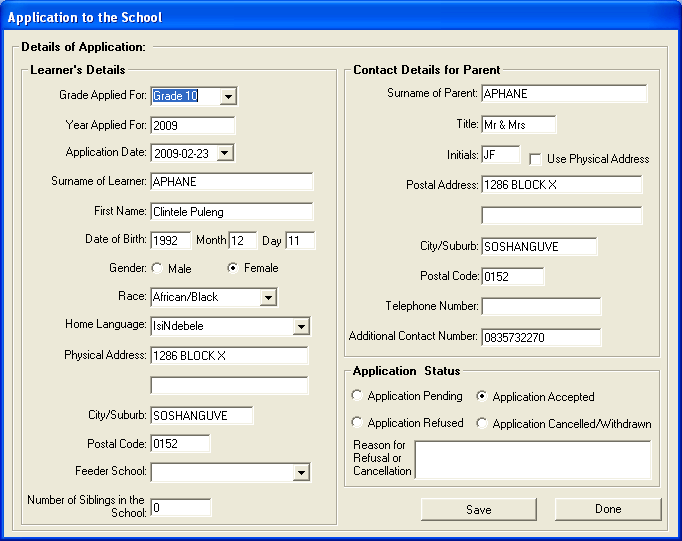 Application to the School
Details of Application:
Learner's Details
Grade Applied For: Grade 10
Year Applied For: 2009
Application Date: 2009-02-23
Surname of Learner: APHANE
First Name: Clintele Puleng
Date of Birth: 1992 Month 12 Day 11
Gender: Male Female
Race: African/Black
Home Language: IsiNdebele
Physical Address: 1286 BLOCK X
City/Suburb: SOSHANGUVE
Postal Code: 0152
Feeder School:
Number of Siblings in the
School: 0
Contact Details for Parent
Surname of Parent: APHANE
Title: Mr & Mrs
Initials: JF Use Physical Address
Postal Address: 1286 BLOCK X
City/Suburb: SOSHANGUVE
Postal Code: 0152
Telephone Number:
Additional Contact Number: 0835732270
Application Status
Application Pending Application Accepted
Application Refused Application Cancelled/Withdrawn
Reason for
Refusal or
Cancellation
Save Done